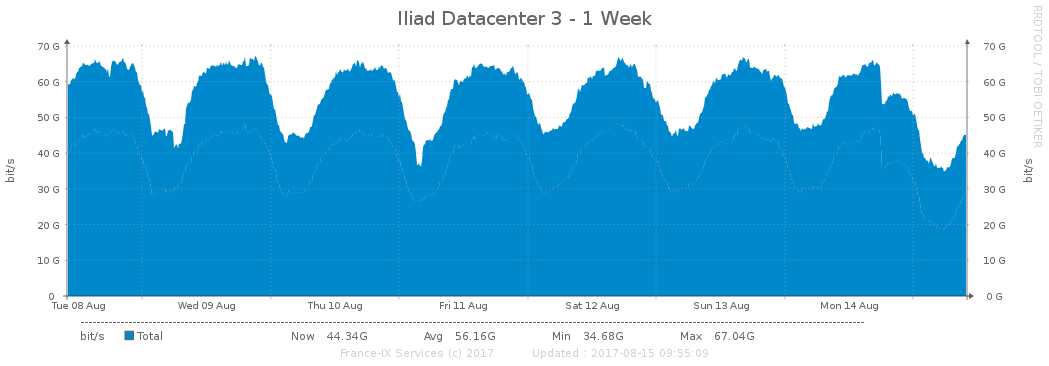 Iliad Datacenter 3 - 1 Week
RRDTOOL / TOBI OETIKER
70 G 70 G
60 G 60 G
50 G 50 G
40 G 40 G
30 G 30 G
20 G 20 G
10 G 10 G
0 0 G
bit/s bit/s
Tue 08 Aug Wed 09 Aug Thu 10 Aug Fri 11 Aug Sat 12 Aug Sun 13 Aug Mon 14 Aug
bit/s Total Now 44.34G Avg 56.16G Min 34.68G Max 67.04G
France-IX Services (c) 2017 Updated : 2017-08-15 09:55:09